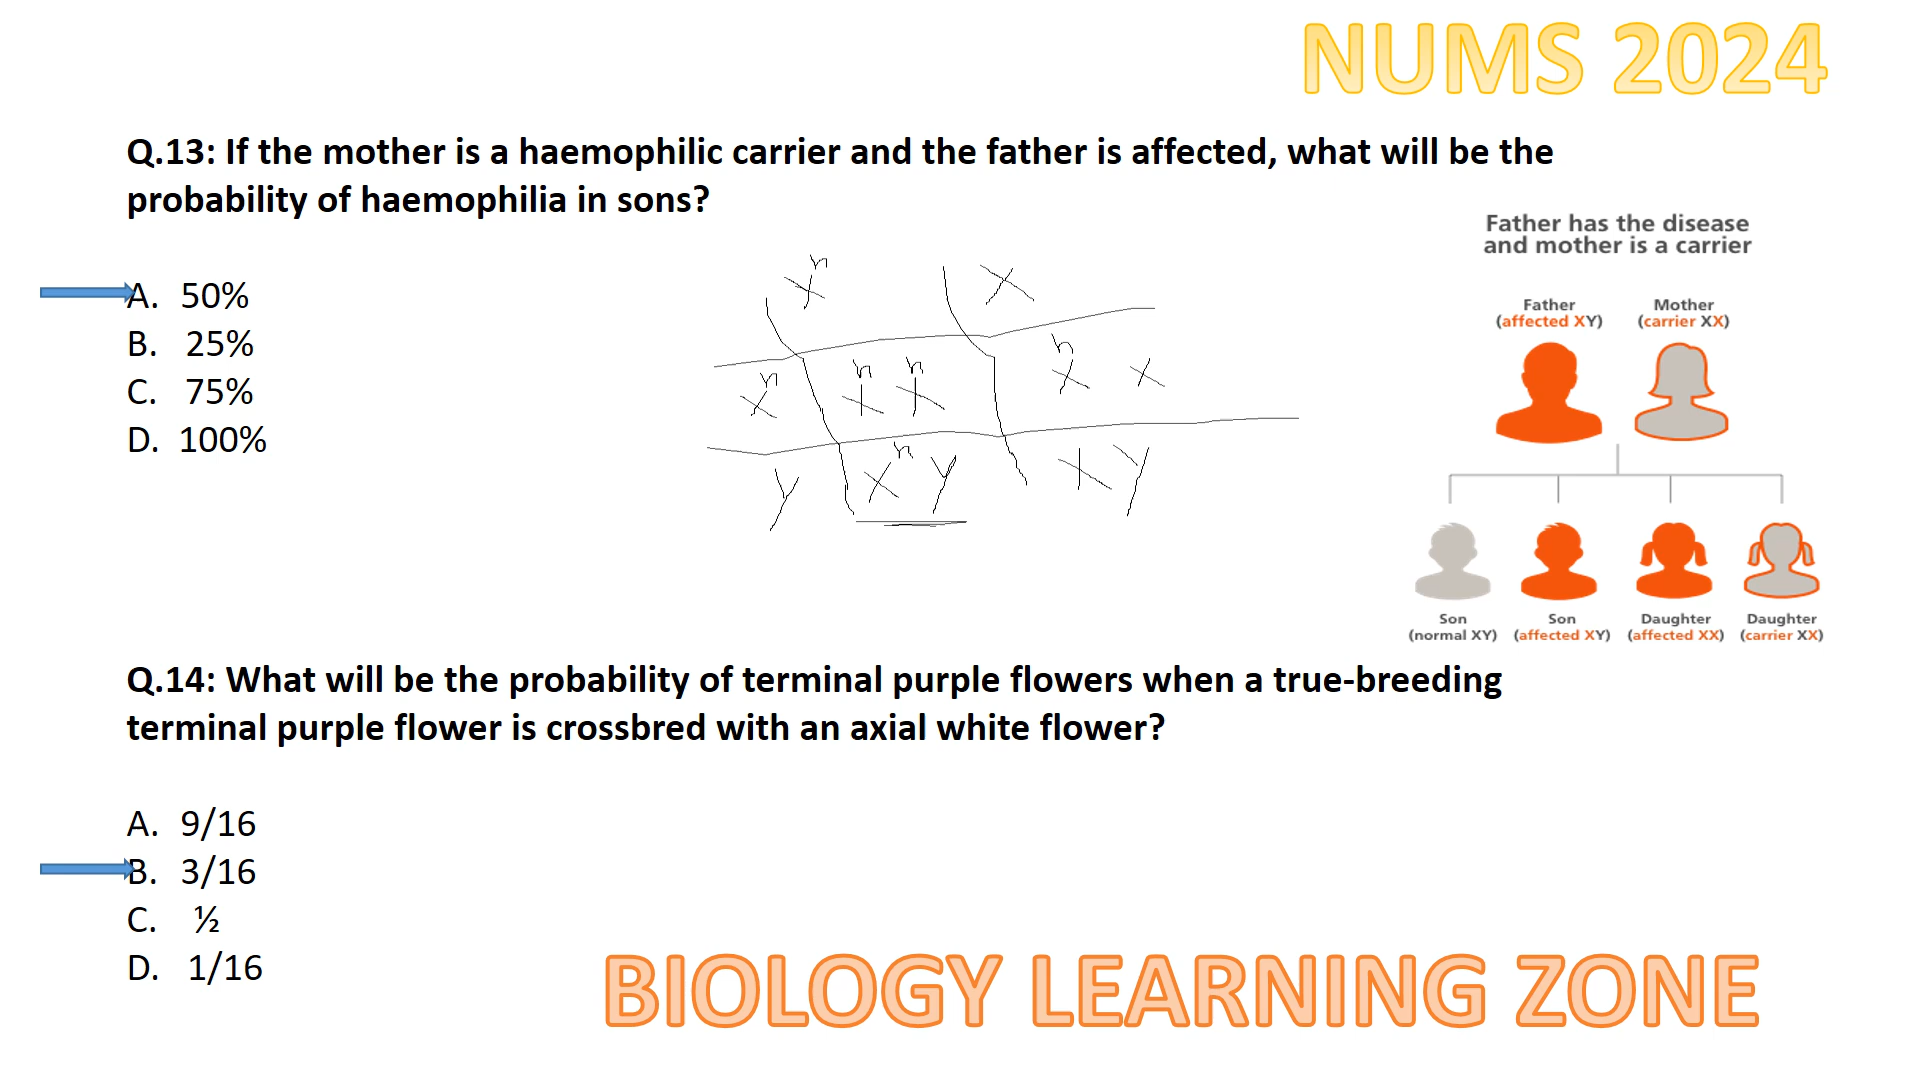 NUMS 2024
Q.13: If the mother is a haemophilic carrier and the father is affected, what will be the
probability of haemophilia in sons?
A. 50%
B. 25%
C. 75%
D. 100%
X^n X
X^n X^n X^n X^n X
Y X^n Y X Y
Father has the disease
and mother is a carrier
Father
(affected XY)
Mother
(carrier XX)
Son
(normal XY)
Son
(affected XY)
Daughter
(affected XX)
Daughter
(carrier XX)
Q.14: What will be the probability of terminal purple flowers when a true-breeding
terminal purple flower is crossbred with an axial white flower?
A. 9/16
B. 3/16
C. ½
D. 1/16
BIOLOGY LEARNING ZONE